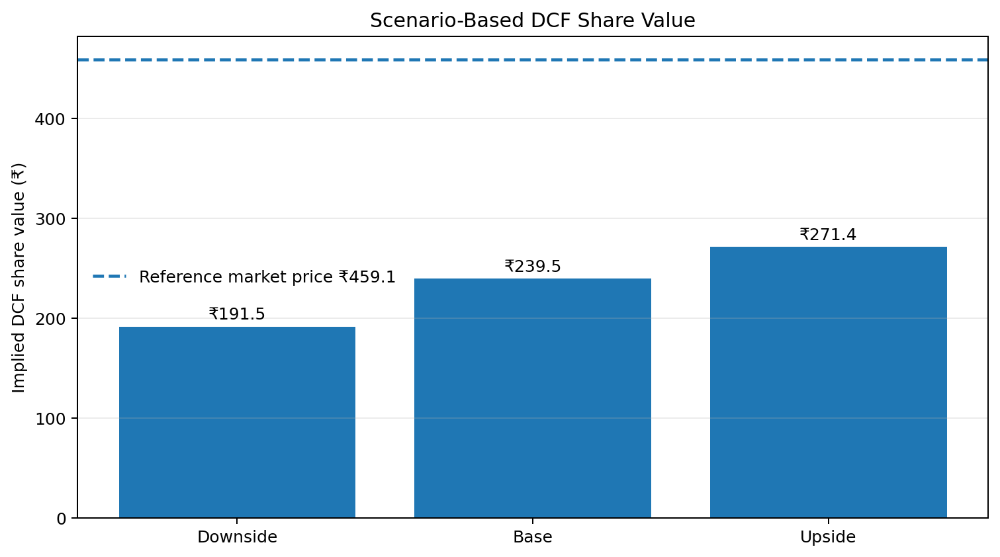 Scenario-Based DCF Share Value
Implied DCF share value (₹)
400
300
200
100
0
Reference market price ₹459.1
₹191.5
₹239.5
₹271.4
Downside
Base
Upside